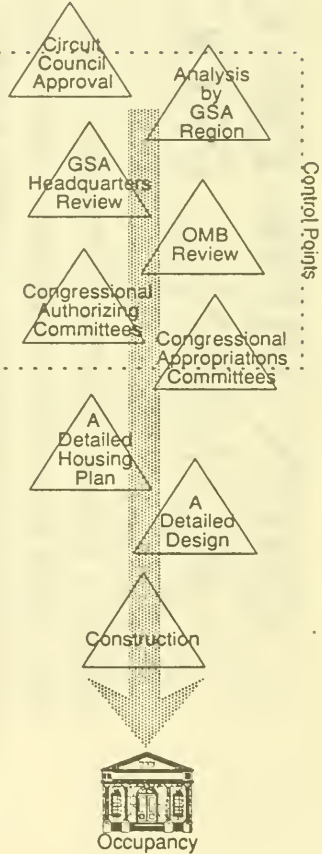 Circuit
Council
Approval
Analysis
by
GSA
Region
GSA
Headquarters
Review
OMB
Review
Control Points
Congressional
Authorizing
Committees
Congressional
Appropriations
Committees
A
Detailed
Housing
Plan
A
Detailed
Design
Construction
Occupancy